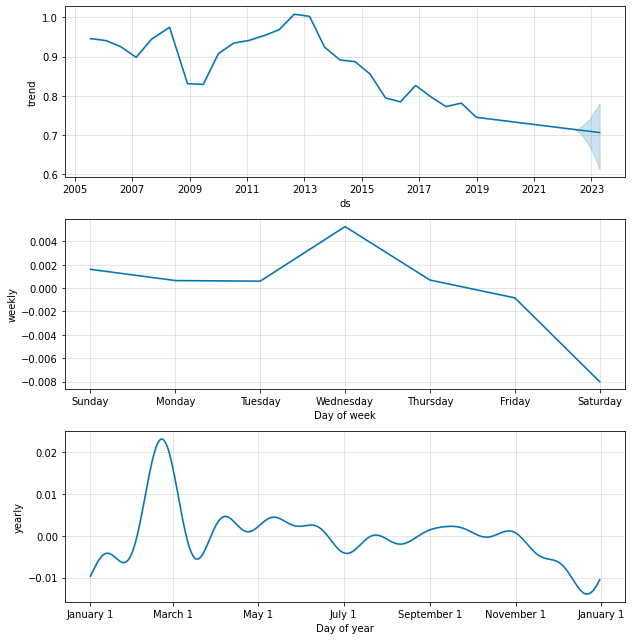 1.0
0.9
0.8
0.7
0.6
trend
2005 2007 2009 2011 2013 2015 2017 2019 2021 2023
ds
0.004
0.002
0.000
−0.002
−0.004
−0.006
−0.008
weekly
Sunday Monday Tuesday Wednesday Thursday Friday Saturday
Day of week
0.02
0.01
0.00
−0.01
yearly
January 1 March 1 May 1 July 1 September 1 November 1 January 1
Day of year